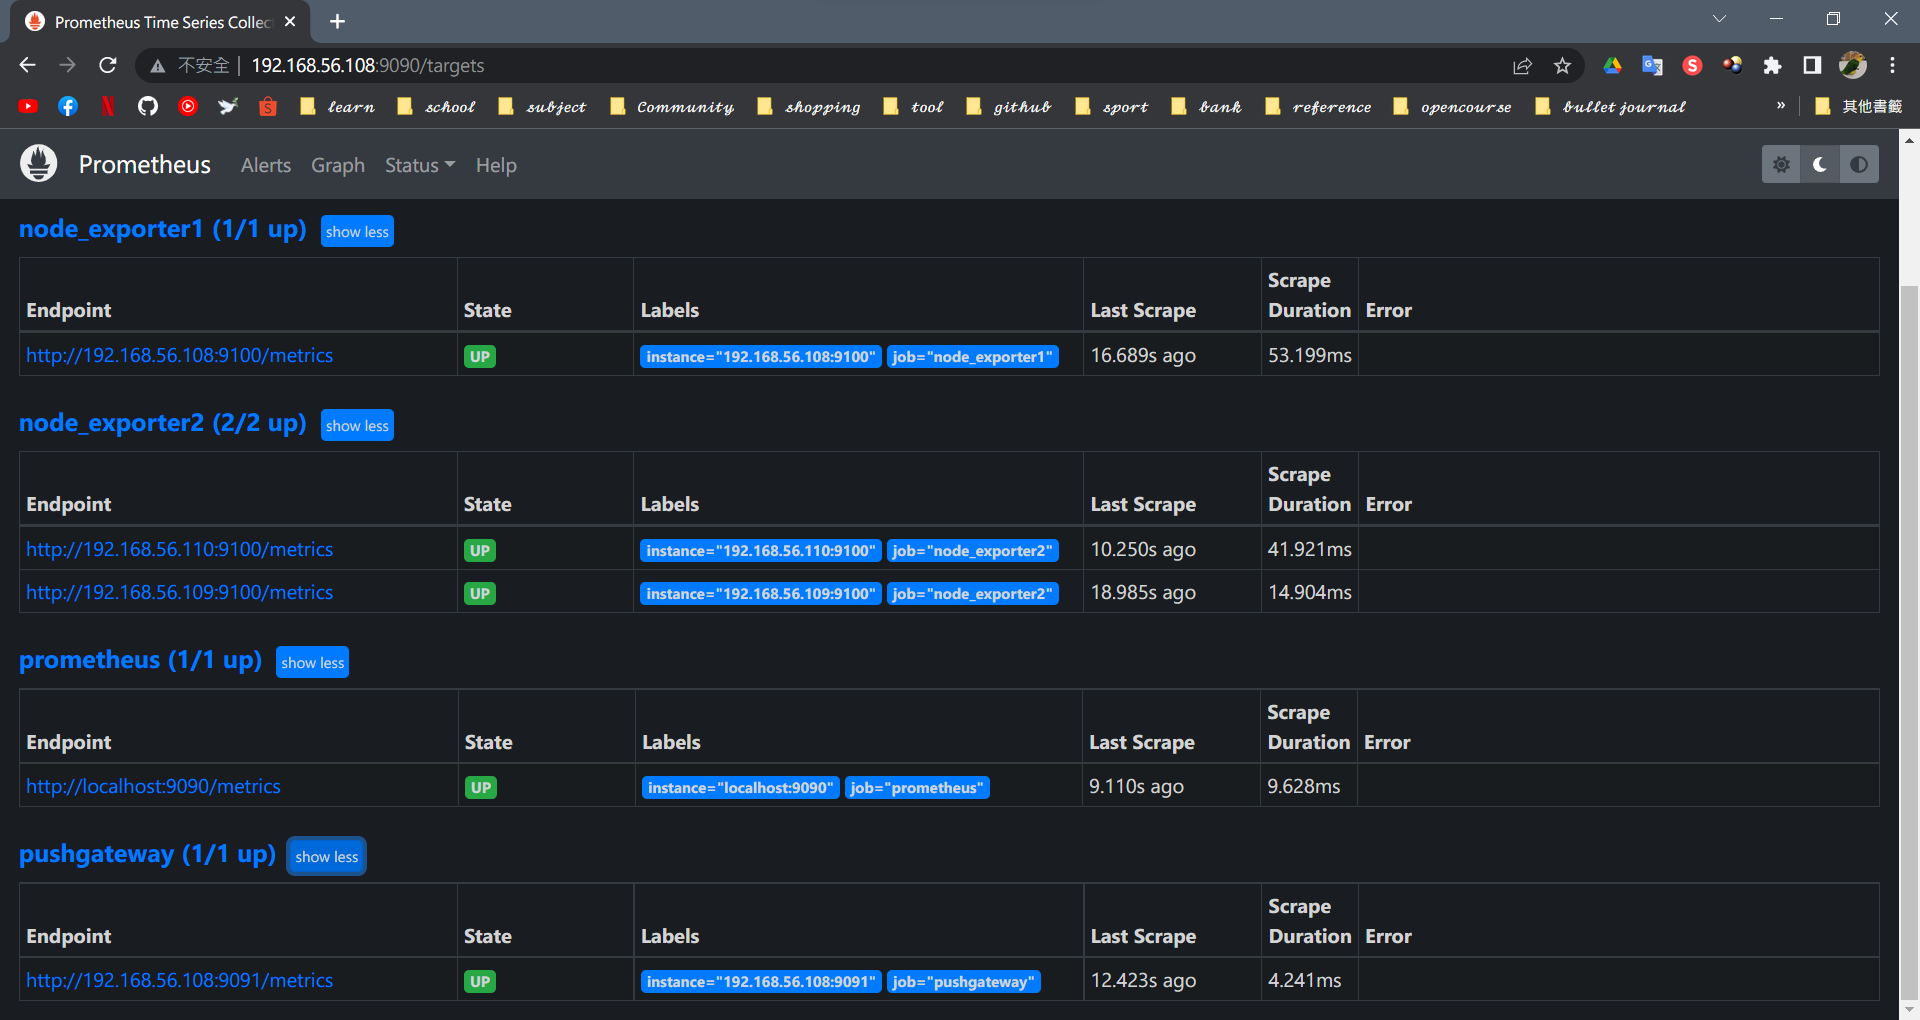 Prometheus Time Series Collec
不安全 192.168.56.108:9090/targets
learn school subject Community shopping tool github sport bank reference opencourse bullet journal » 其他書籤
Prometheus Alerts Graph Status Help
node_exporter1 (1/1 up) show less
Endpoint State Labels Last Scrape Scrape Duration Error
http://192.168.56.108:9100/metrics UP instance="192.168.56.108:9100" job="node_exporter1" 16.689s ago 53.199ms
node_exporter2 (2/2 up) show less
Endpoint State Labels Last Scrape Scrape Duration Error
http://192.168.56.110:9100/metrics UP instance="192.168.56.110:9100" job="node_exporter2" 10.250s ago 41.921ms
http://192.168.56.109:9100/metrics UP instance="192.168.56.109:9100" job="node_exporter2" 18.985s ago 14.904ms
prometheus (1/1 up) show less
Endpoint State Labels Last Scrape Scrape Duration Error
http://localhost:9090/metrics UP instance="localhost:9090" job="prometheus" 9.110s ago 9.628ms
pushgateway (1/1 up) show less
Endpoint State Labels Last Scrape Scrape Duration Error
http://192.168.56.108:9091/metrics UP instance="192.168.56.108:9091" job="pushgateway" 12.423s ago 4.241ms